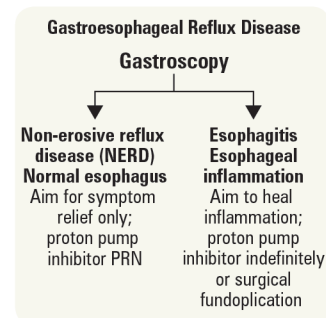 Gastroesophageal Reflux Disease
Gastroscopy
Non-erosive reflux
disease (NERD)
Normal esophagus
Aim for symptom
relief only;
proton pump
inhibitor PRN
Esophagitis
Esophageal
inflammation
Aim to heal
inflammation;
proton pump
inhibitor indefinitely
or surgical
fundoplication